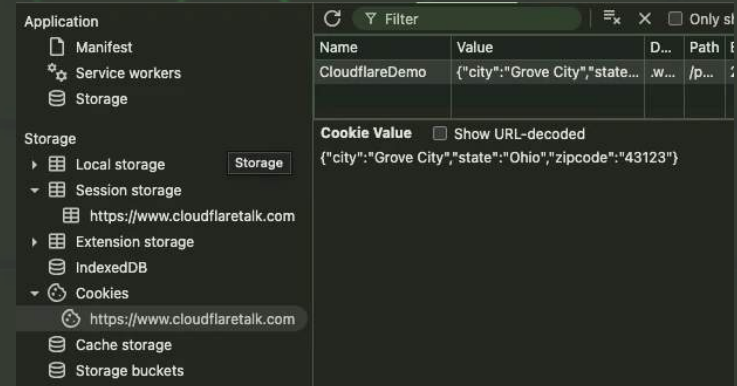 Application
Manifest
Service workers
Storage
Storage
Local storage
Storage
Session storage
https://www.cloudflaretalk.com
Extension storage
IndexedDB
Cookies
https://www.cloudflaretalk.com
Cache storage
Storage buckets
Filter Only
Name Value D... Path
CloudflareDemo {"city":"Grove City","state... .w... /p...
Cookie Value Show URL-decoded
{"city":"Grove City","state":"Ohio","zipcode":"43123"}